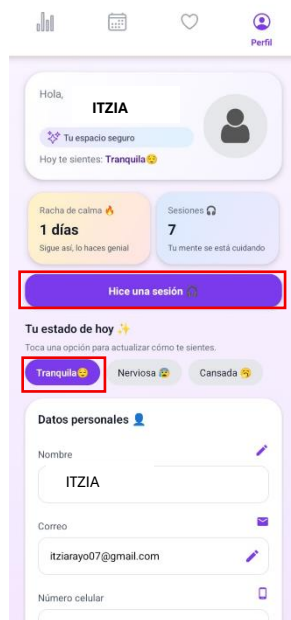 Perfil
Hola,
ITZIA
Tu espacio seguro
Hoy te sientes: Tranquila😌
Racha de calma 🔥
1 días
Sigue así, lo haces genial
Sesiones 🎧
7
Tu mente se está cuidando
Hice una sesión 🎧
Tu estado de hoy ✨
Toca una opción para actualizar cómo te sientes.
Tranquila😌 Nerviosa 😰 Cansada 🥱
Datos personales 👤
Nombre
ITZIA
Correo
itziarayo07@gmail.com
Número celular